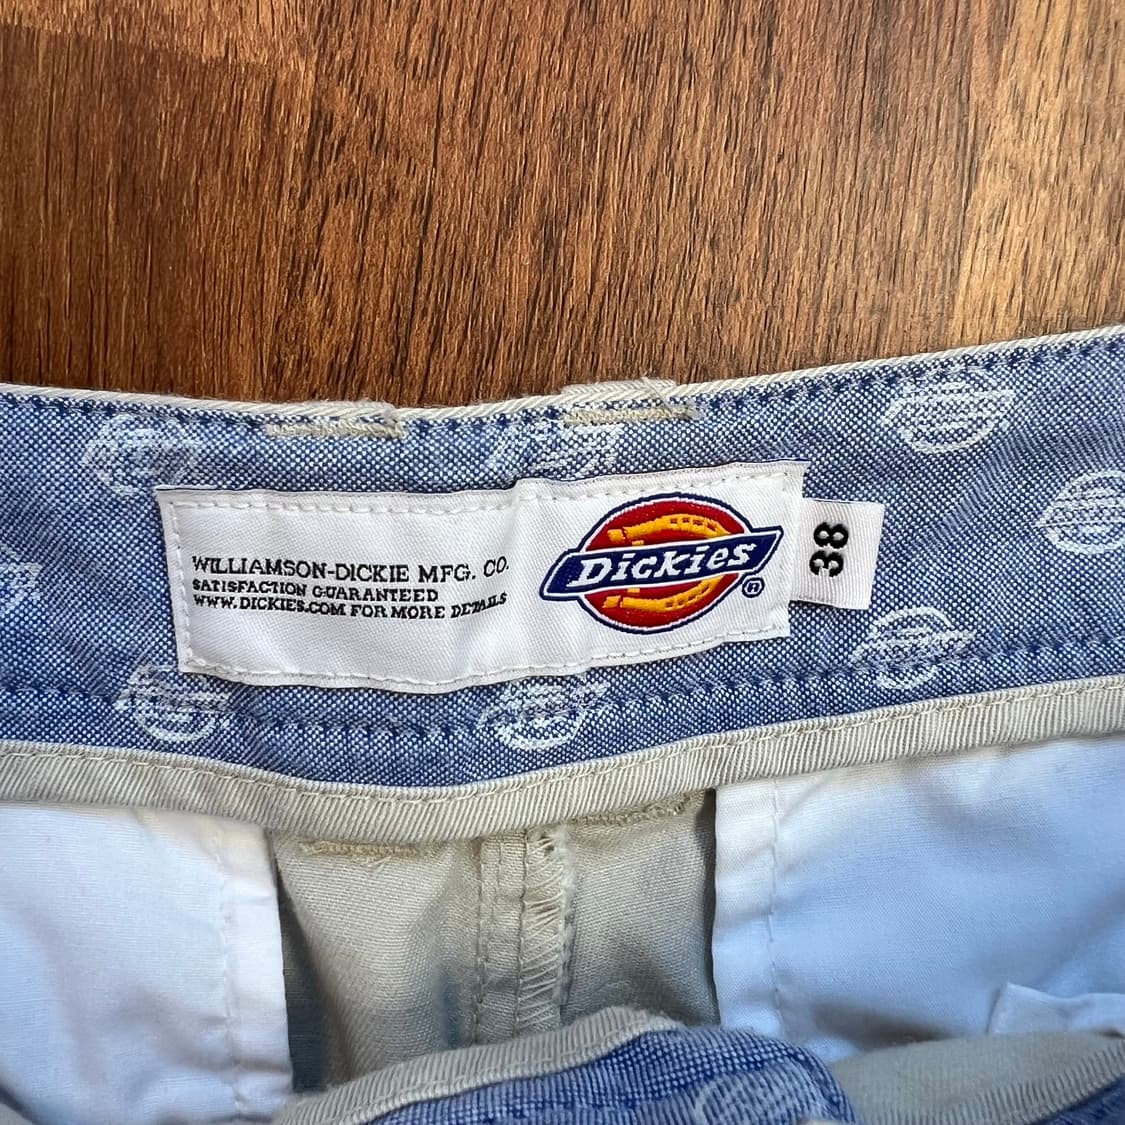 WILLIAMSON-DICKIE MFG. CO.
SATISFACTION GUARANTEED
WWW.DICKIES.COM FOR MORE DETAILS
Dickies
®
38